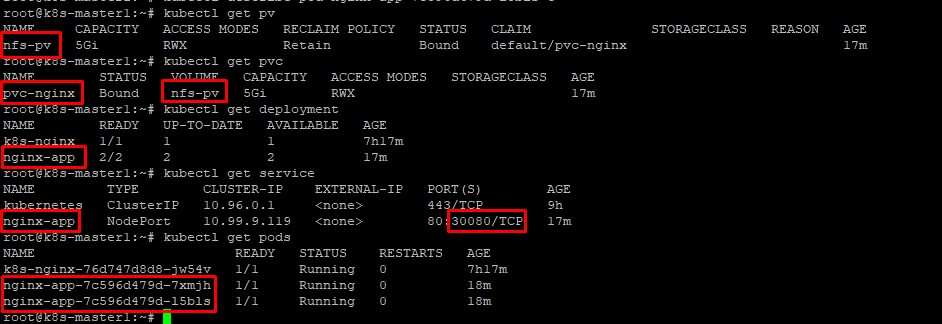 root@k8s-master1:~# kubectl get pv
NAME CAPACITY ACCESS MODES RECLAIM POLICY STATUS CLAIM STORAGECLASS REASON AGE
nfs-pv 5Gi RWX Retain Bound default/pvc-nginx 17m
root@k8s-master1:~# kubectl get pvc
NAME STATUS VOLUME CAPACITY ACCESS MODES STORAGECLASS AGE
pvc-nginx Bound nfs-pv 5Gi RWX 17m
root@k8s-master1:~# kubectl get deployment
NAME READY UP-TO-DATE AVAILABLE AGE
k8s-nginx 1/1 1 1 7h17m
nginx-app 2/2 2 2 17m
root@k8s-master1:~# kubectl get service
NAME TYPE CLUSTER-IP EXTERNAL-IP PORT(S) AGE
kubernetes ClusterIP 10.96.0.1 <none> 443/TCP 9h
nginx-app NodePort 10.99.9.119 <none> 80:30080/TCP 17m
root@k8s-master1:~# kubectl get pods
NAME READY STATUS RESTARTS AGE
k8s-nginx-76d747d8d8-jw54v 1/1 Running 0 7h17m
nginx-app-7c596d479d-7xmjh 1/1 Running 0 18m
nginx-app-7c596d479d-l5bls 1/1 Running 0 18m
root@k8s-master1:~#